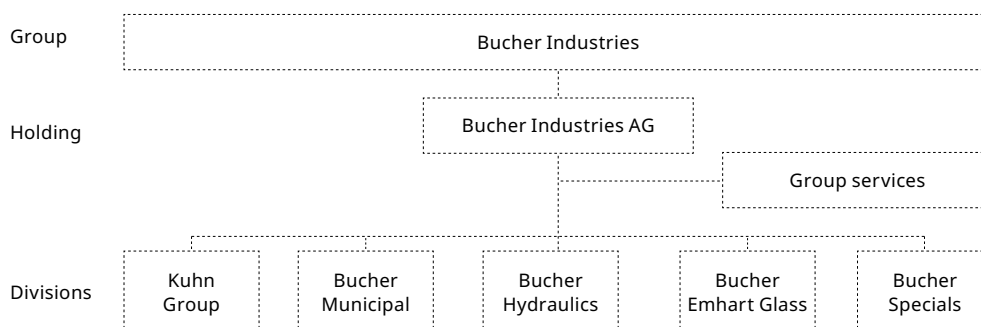 Group
Bucher Industries
Holding
Bucher Industries AG
Group services
Divisions
Kuhn
Group
Bucher
Municipal
Bucher
Hydraulics
Bucher
Emhart Glass
Bucher
Specials